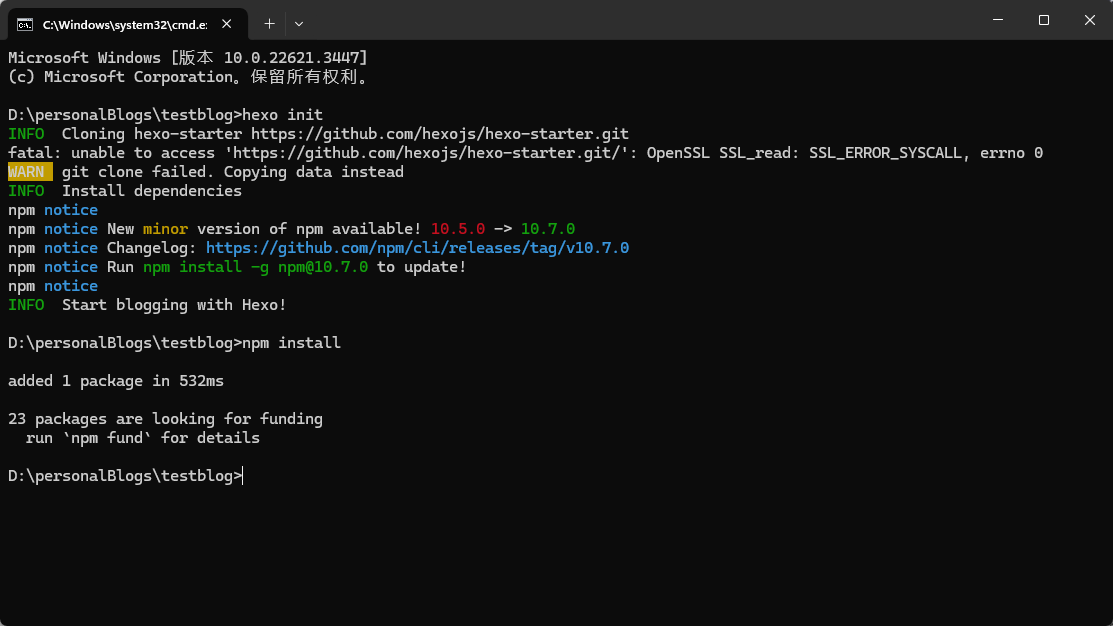 C:\Windows\system32\cmd.e
Microsoft Windows [版本 10.0.22621.3447]
(c) Microsoft Corporation。保留所有权利。
D:\personalBlogs\testblog>hexo init
INFO  Cloning hexo-starter https://github.com/hexojs/hexo-starter.git
fatal: unable to access 'https://github.com/hexojs/hexo-starter.git/': OpenSSL SSL_read: SSL_ERROR_SYSCALL, errno 0
WARN  git clone failed. Copying data instead
INFO  Install dependencies
npm notice
npm notice New minor version of npm available! 10.5.0 -> 10.7.0
npm notice Changelog: https://github.com/npm/cli/releases/tag/v10.7.0
npm notice Run npm install -g npm@10.7.0 to update!
npm notice
INFO  Start blogging with Hexo!
D:\personalBlogs\testblog>npm install
added 1 package in 532ms
23 packages are looking for funding
  run `npm fund` for details
D:\personalBlogs\testblog>